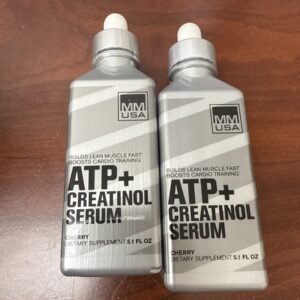 MM
USA
BUILDS LEAN MUSCLE FAST
BOOSTS CARDIO TRAINING
ATP+
CREATINOL
SERUM
CHERRY
DIETARY SUPPLEMENT 5.1 FL OZ
MM
USA
BUILDS LEAN MUSCLE FAST
BOOSTS CARDIO TRAINING
ATP+
CREATINOL
SERUM
CHERRY
DIETARY SUPPLEMENT 5.1 FL OZ